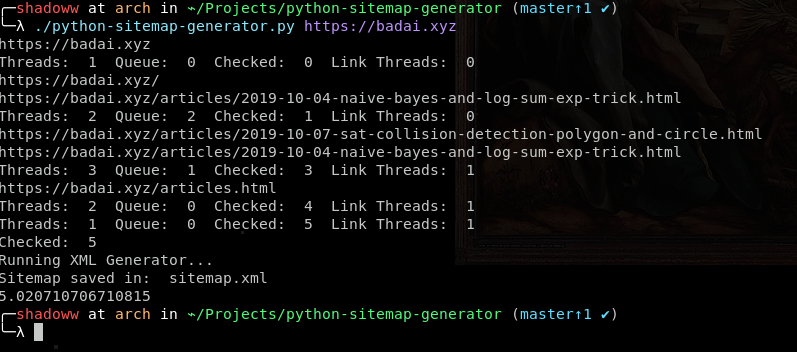 ╭─shadoww at arch in ~/Projects/python-sitemap-generator (master↑1 ✔)
╰─λ ./python-sitemap-generator.py https://badai.xyz
https://badai.xyz
Threads:  1  Queue:  0  Checked:  0  Link Threads:  0
https://badai.xyz/
https://badai.xyz/articles/2019-10-04-naive-bayes-and-log-sum-exp-trick.html
Threads:  2  Queue:  2  Checked:  1  Link Threads:  0
https://badai.xyz/articles/2019-10-07-sat-collision-detection-polygon-and-circle.html
https://badai.xyz/articles/2019-10-04-naive-bayes-and-log-sum-exp-trick.html
Threads:  3  Queue:  1  Checked:  3  Link Threads:  1
https://badai.xyz/articles.html
Threads:  2  Queue:  0  Checked:  4  Link Threads:  1
Threads:  1  Queue:  0  Checked:  5  Link Threads:  1
Checked:  5
Running XML Generator...
Sitemap saved in:  sitemap.xml
5.020710706710815
╭─shadoww at arch in ~/Projects/python-sitemap-generator (master↑1 ✔)
╰─λ